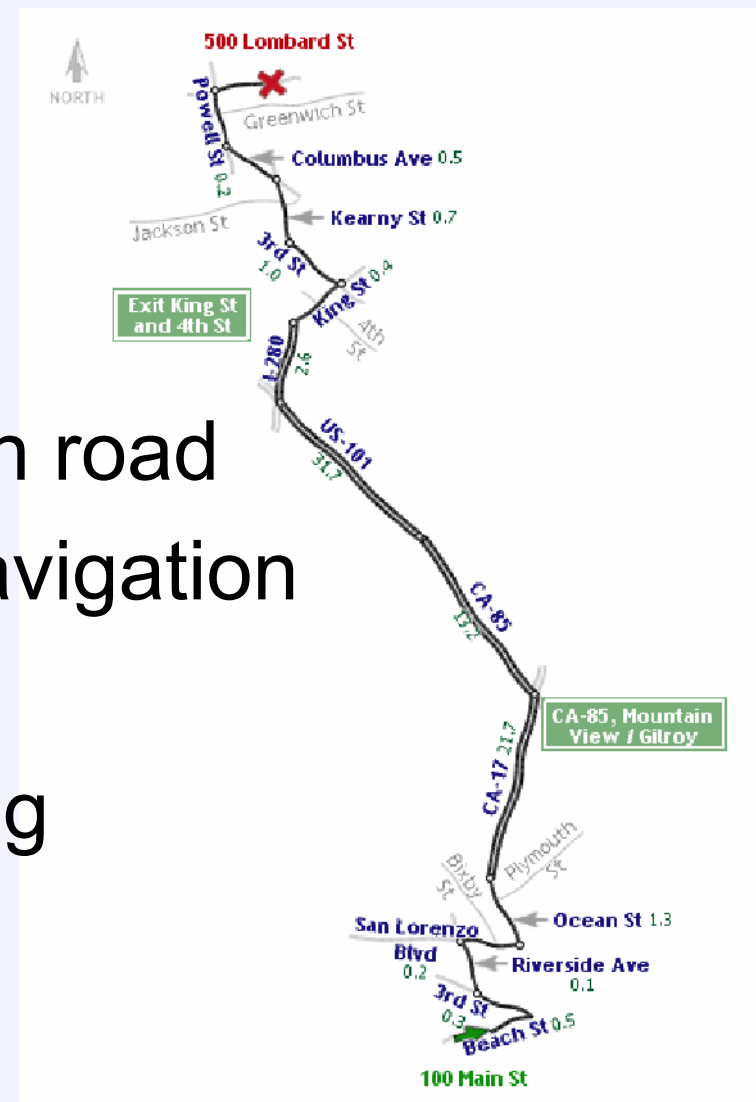 500 Lombard St
NORTH
Powell St 0.2
Greenwich St
Columbus Ave 0.5
Kearny St 0.7
Jackson St
3rd St
1.0
King St 0.4
Exit King St
and 4th St
4th
St
I-280
2.6
US-101
31.7
n road
avigation
CA-85
13.2
CA-85, Mountain
View / Gilroy
CA-17 21.7
g
Bixby
St
Plymouth
St
Ocean St 1.3
San Lorenzo
Blvd
0.2
Riverside Ave
0.1
3rd St
0.3
Beach St 0.5
100 Main St